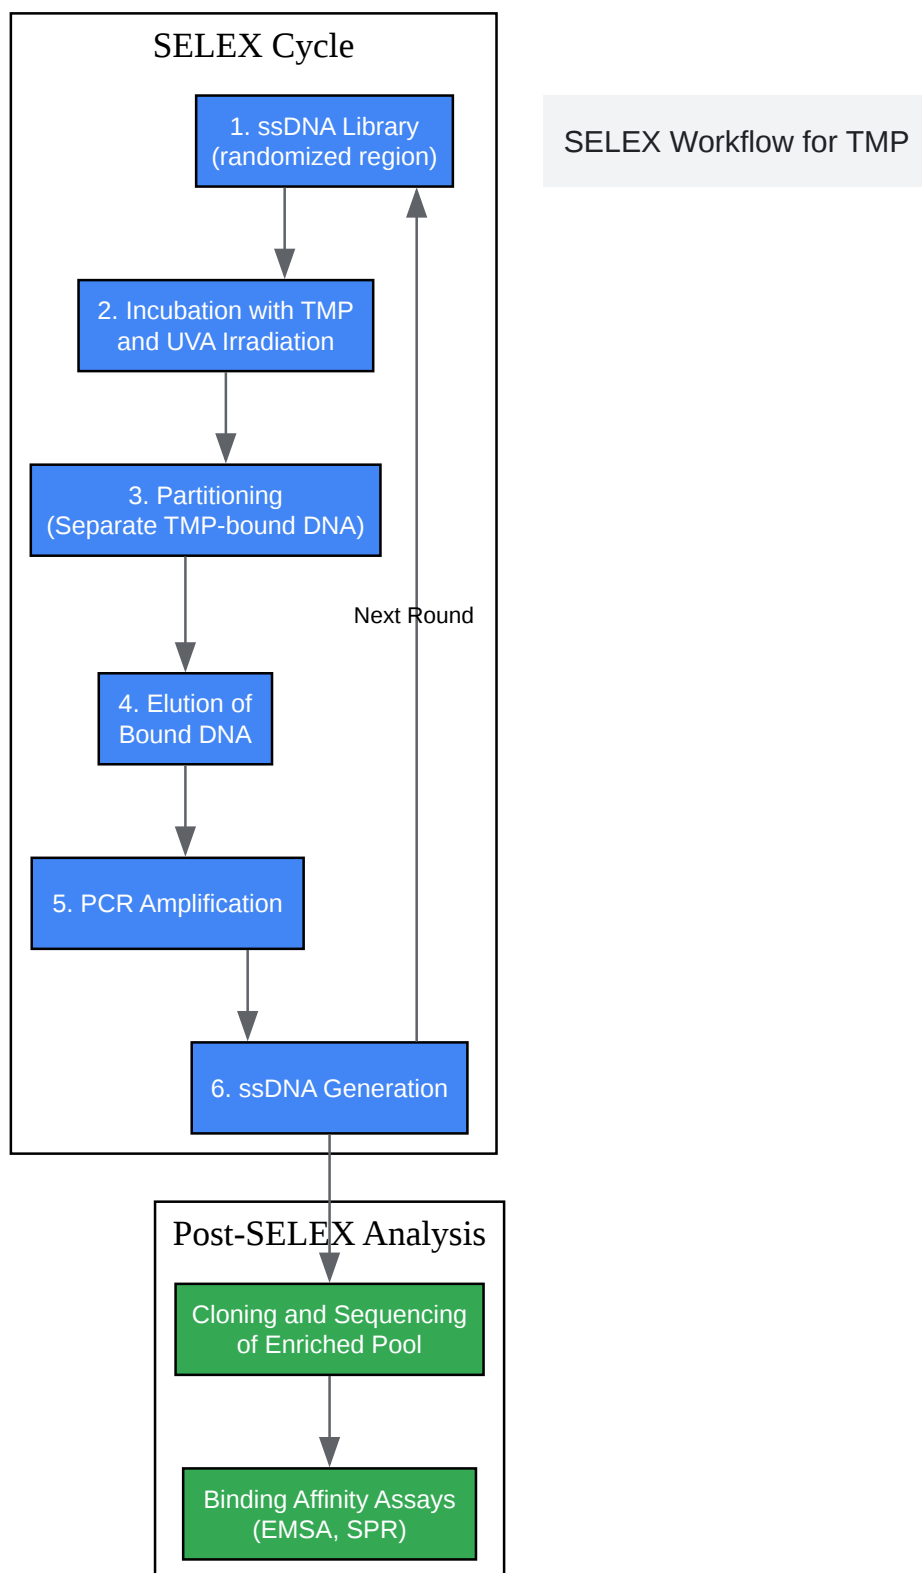 SELEX Cycle
1. ssDNA Library
(randomized region)
SELEX Workflow for TMP
2. Incubation with TMP
and UVA Irradiation
3. Partitioning
(Separate TMP-bound DNA)
Next Round
4. Elution of
Bound DNA
5. PCR Amplification
6. ssDNA Generation
Post-SELEX Analysis
Cloning and Sequencing
of Enriched Pool
Binding Affinity Assays
(EMSA, SPR)